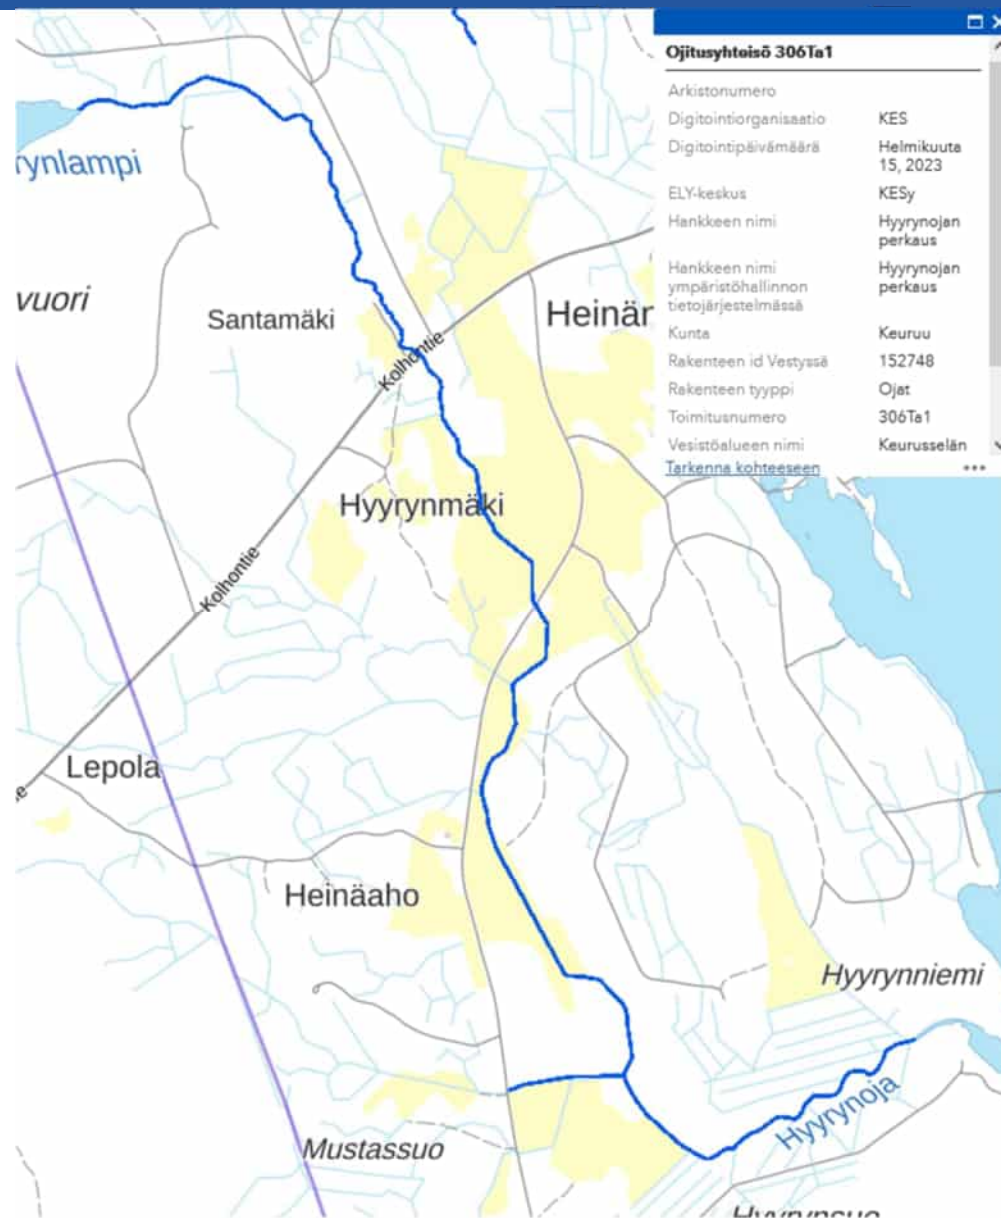 Ojitusyhteisö 306Ta1
Arkistonumero
Digitointiorganisaatio KES
Digitointipäivämäärä Helmikuuta
15, 2023
ELY-keskus KESy
Hankkeen nimi Hyyrynojan
perkaus
Hankkeen nimi Hyyrynojan
ympäristöhallinnon perkaus
tietojärjestelmässä
Kunta Keuruu
Rakenteen id Vestyssä 152748
Rakenteen tyyppi Ojat
Toimitusnumero 306Ta1
Vesistöalueen nimi Keurusselän
Tarkenna kohteeseen
rynlampi
vuori
Santamäki
Heinär
Kolhontie
Hyyrynmäki
Kolhontie
Lepola
ie
Heinäaho
Hyyrynniemi
Hyyrynoja
Mustassuo